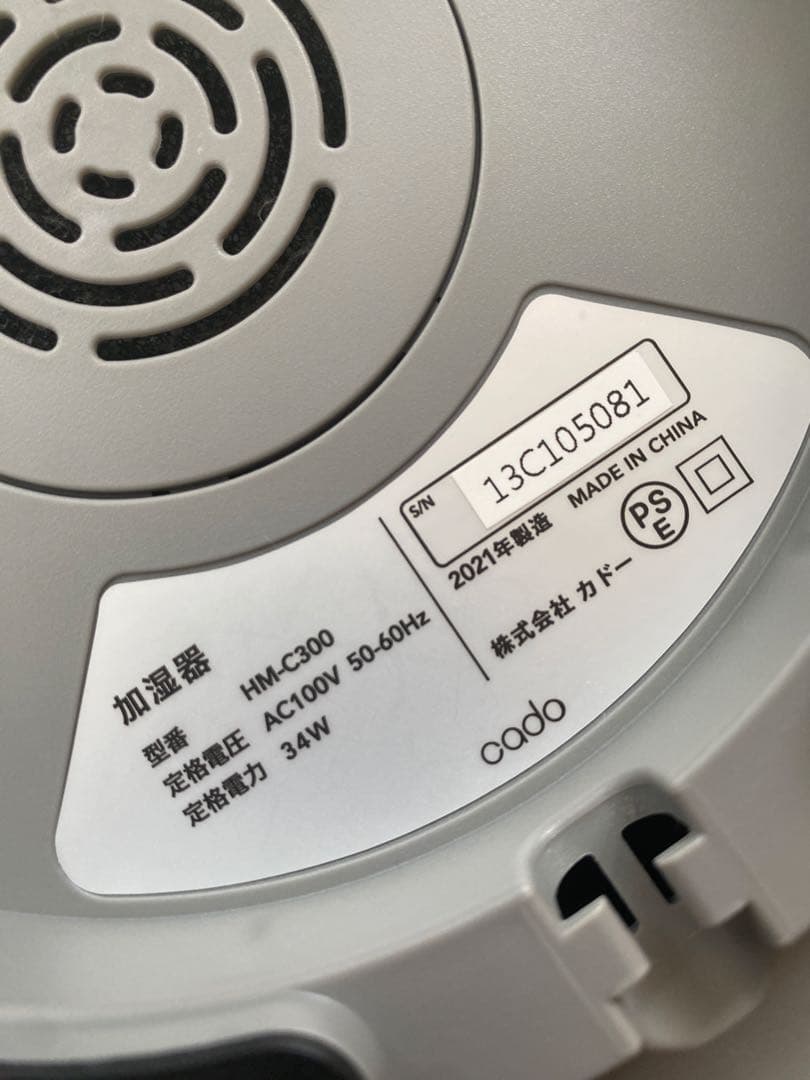 加湿器
型番 HM-C300
定格電圧 AC100V 50-60Hz
定格電力 34W
S/N 13C105081
2021年製造 MADE IN CHINA
株式会社 カドー
PS
E
cado